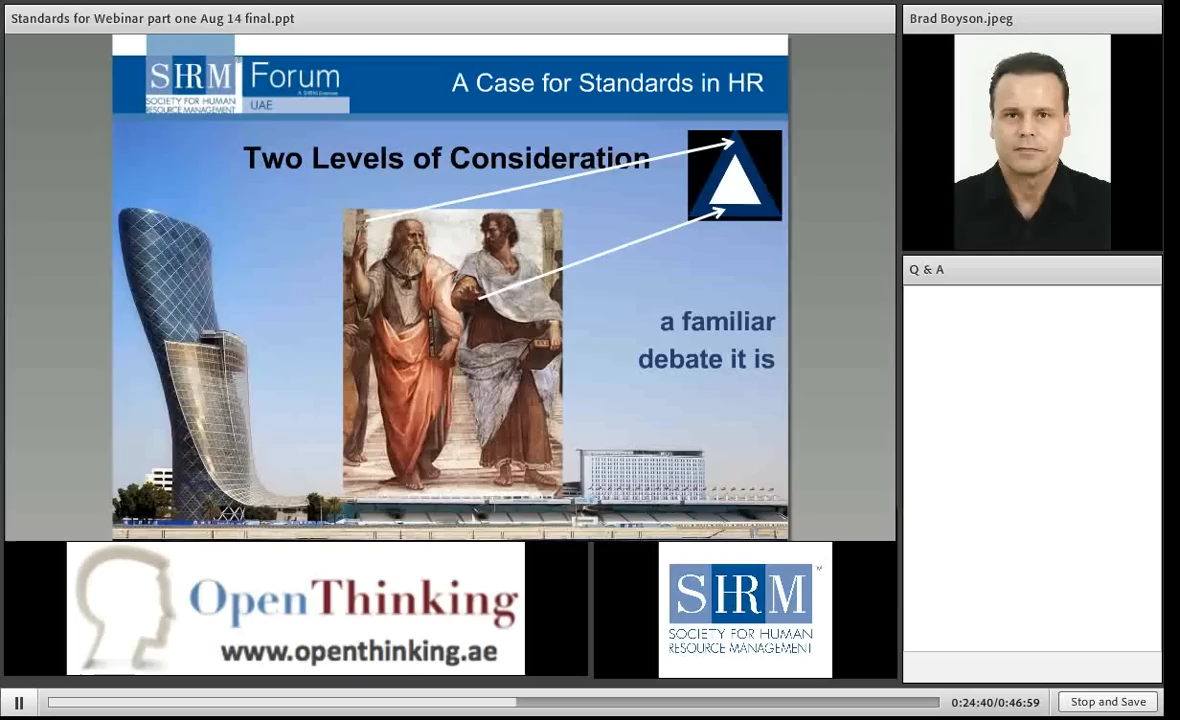 Standards for Webinar part one Aug 14 final.ppt
Brad Boyson.jpeg
SHRM
SOCIETY FOR HUMAN
RESOURCE MANAGEMENT
Forum
UAE
A Case for Standards in HR
Two Levels of Consideration
a familiar
debate it is
Q & A
OpenThinking
www.openthinking.ae
SHRM
™
SOCIETY FOR HUMAN
RESOURCE MANAGEMENT
0:24:40/0:46:59
Stop and Save